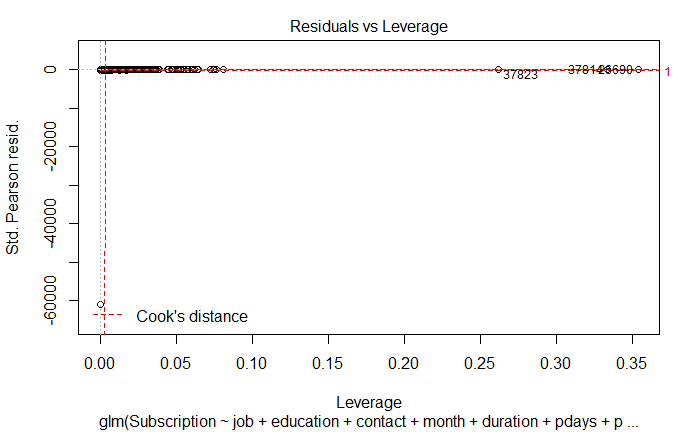 Residuals vs Leverage
Std. Pearson resid.
0
-20000
-40000
-60000
37823
1
Cook's distance
0.00
0.05
0.10
0.15
0.20
0.25
0.30
0.35
Leverage
glm(Subscription ~ job + education + contact + month + duration + pdays + p ...